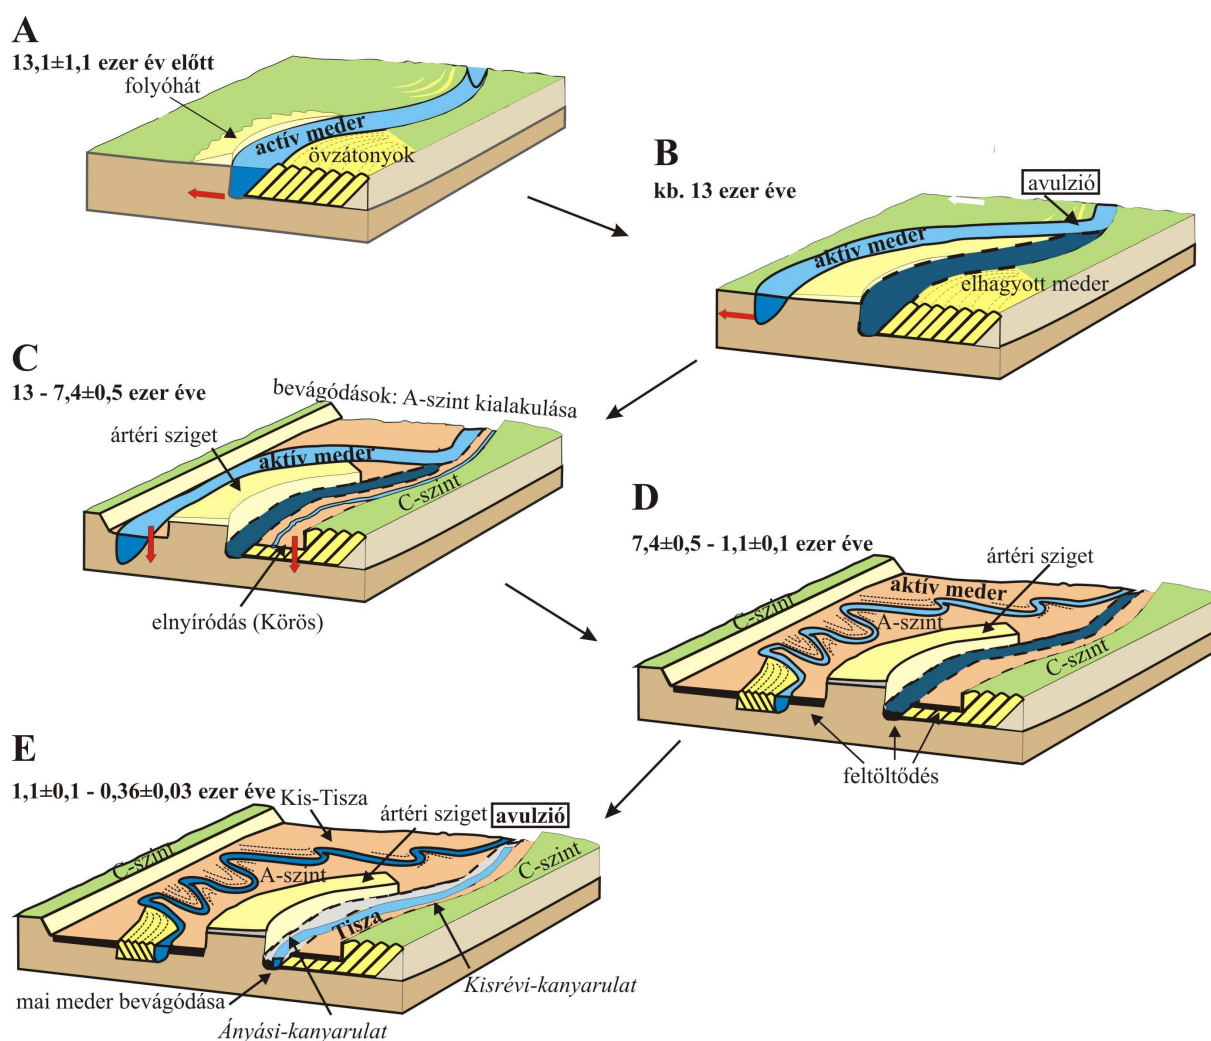 A
13,1±1,1 ezer év előtt
folyóhát
actív meder
övzátonyok
B
kb. 13 ezer éve
avulzió
aktív meder
elhagyott meder
C
13 - 7,4±0,5 ezer éve
bevágódások: A-szint kialakulása
ártéri sziget
aktív meder
C-szint
elnyíródás (Körös)
D
7,4±0,5 - 1,1±0,1 ezer éve
ártéri sziget
aktív meder
C-szint
A-szint
C-szint
feltöltődés
E
1,1±0,1 - 0,36±0,03 ezer éve
Kis-Tisza
ártéri sziget
avulzió
C-szint
A-szint
C-szint
Tisza
Kisrévi-kanyarulat
mai meder bevágódása
Ányási-kanyarulat